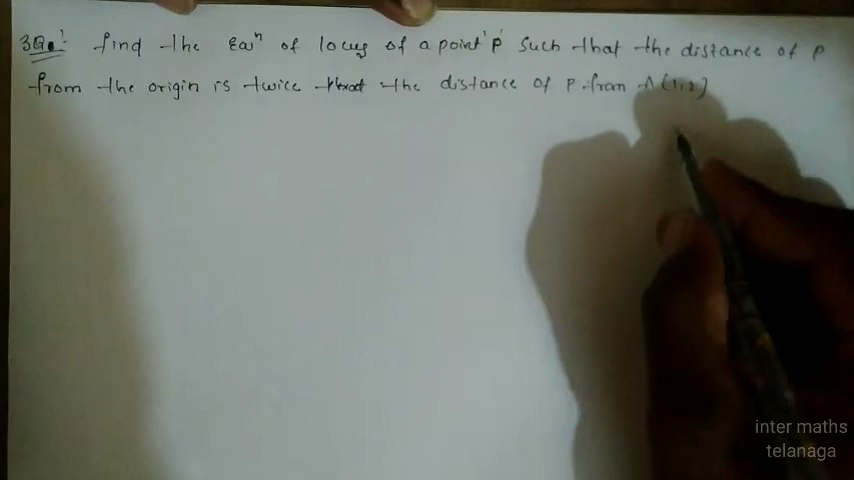 3Q: find the Eqn of locus of a point 'P' such that the distance of P
from the origin is twice the distance of P from A(1,2)
inter maths
telanaga